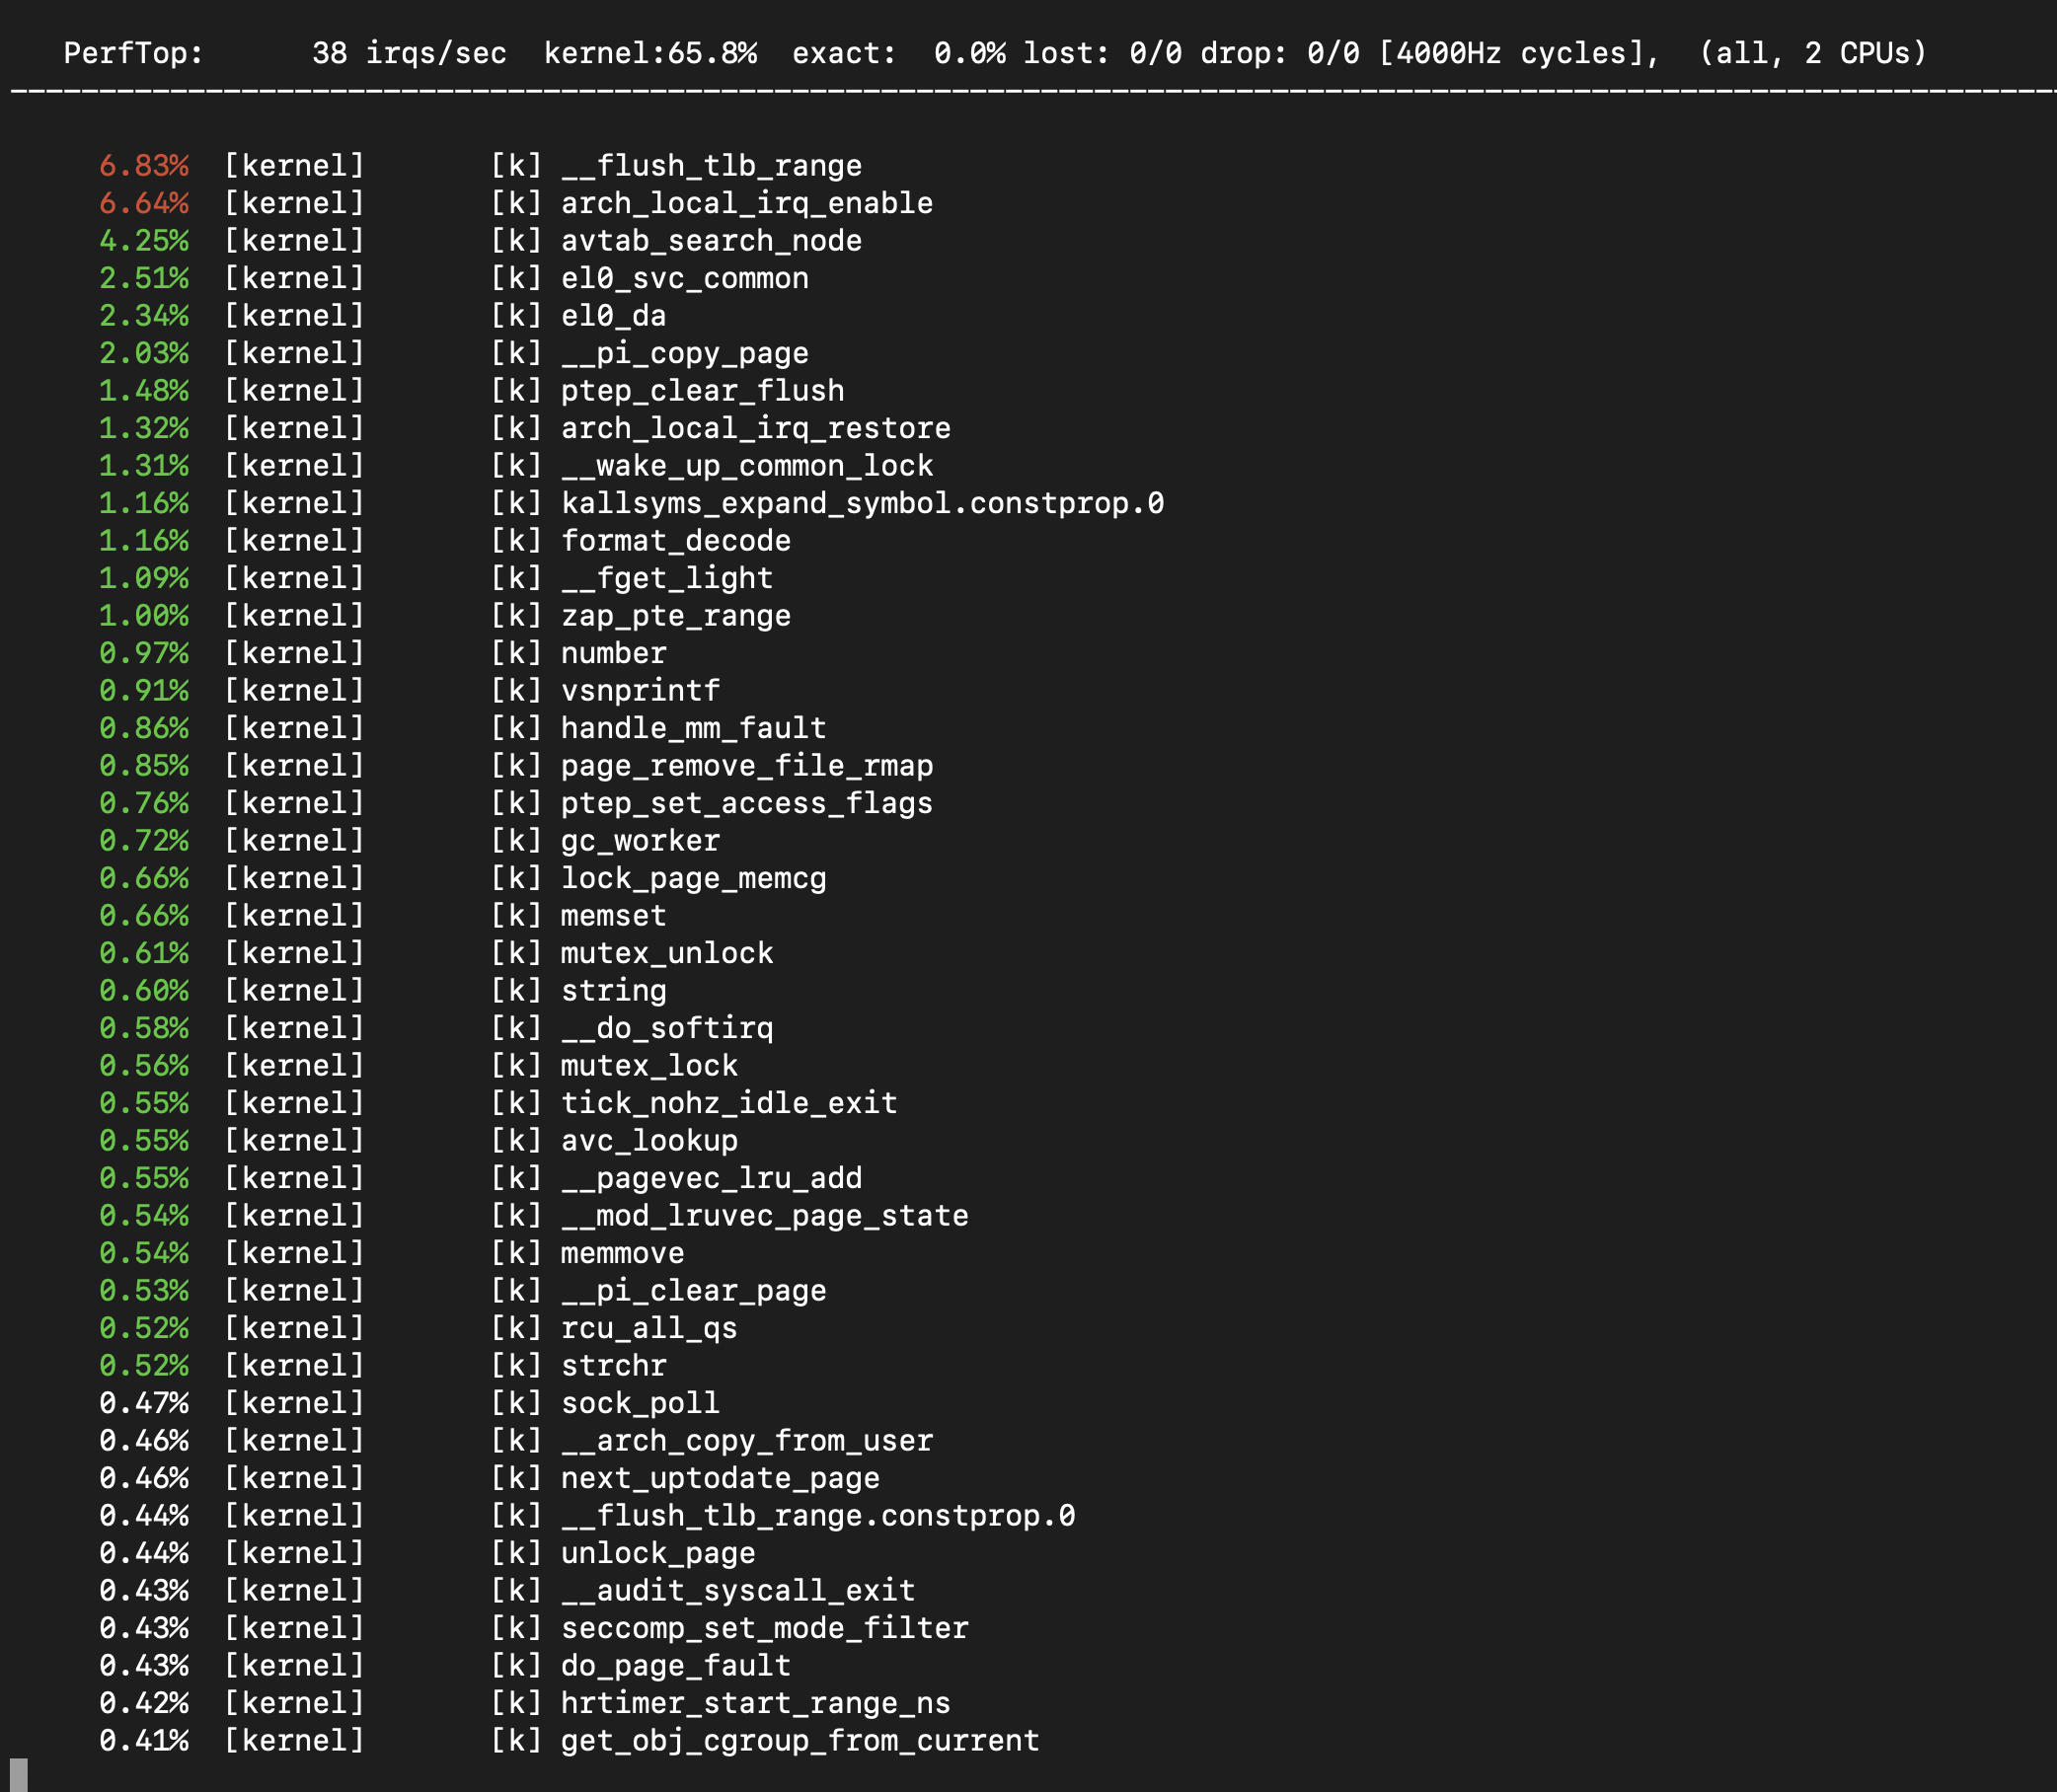 PerfTop:      38 irqs/sec  kernel:65.8%  exact:  0.0% lost: 0/0 drop: 0/0 [4000Hz cycles],  (all, 2 CPUs)
-------------------------------------------------------------------------------------------------------------------
6.83%  [kernel]       [k] __flush_tlb_range
6.64%  [kernel]       [k] arch_local_irq_enable
4.25%  [kernel]       [k] avtab_search_node
2.51%  [kernel]       [k] el0_svc_common
2.34%  [kernel]       [k] el0_da
2.03%  [kernel]       [k] __pi_copy_page
1.48%  [kernel]       [k] ptep_clear_flush
1.32%  [kernel]       [k] arch_local_irq_restore
1.31%  [kernel]       [k] __wake_up_common_lock
1.16%  [kernel]       [k] kallsyms_expand_symbol.constprop.0
1.16%  [kernel]       [k] format_decode
1.09%  [kernel]       [k] __fget_light
1.00%  [kernel]       [k] zap_pte_range
0.97%  [kernel]       [k] number
0.91%  [kernel]       [k] vsnprintf
0.86%  [kernel]       [k] handle_mm_fault
0.85%  [kernel]       [k] page_remove_file_rmap
0.76%  [kernel]       [k] ptep_set_access_flags
0.72%  [kernel]       [k] gc_worker
0.66%  [kernel]       [k] lock_page_memcg
0.66%  [kernel]       [k] memset
0.61%  [kernel]       [k] mutex_unlock
0.60%  [kernel]       [k] string
0.58%  [kernel]       [k] __do_softirq
0.56%  [kernel]       [k] mutex_lock
0.55%  [kernel]       [k] tick_nohz_idle_exit
0.55%  [kernel]       [k] avc_lookup
0.55%  [kernel]       [k] __pagevec_lru_add
0.54%  [kernel]       [k] __mod_lruvec_page_state
0.54%  [kernel]       [k] memmove
0.53%  [kernel]       [k] __pi_clear_page
0.52%  [kernel]       [k] rcu_all_qs
0.52%  [kernel]       [k] strchr
0.47%  [kernel]       [k] sock_poll
0.46%  [kernel]       [k] __arch_copy_from_user
0.46%  [kernel]       [k] next_uptodate_page
0.44%  [kernel]       [k] __flush_tlb_range.constprop.0
0.44%  [kernel]       [k] unlock_page
0.43%  [kernel]       [k] __audit_syscall_exit
0.43%  [kernel]       [k] seccomp_set_mode_filter
0.43%  [kernel]       [k] do_page_fault
0.42%  [kernel]       [k] hrtimer_start_range_ns
0.41%  [kernel]       [k] get_obj_cgroup_from_current